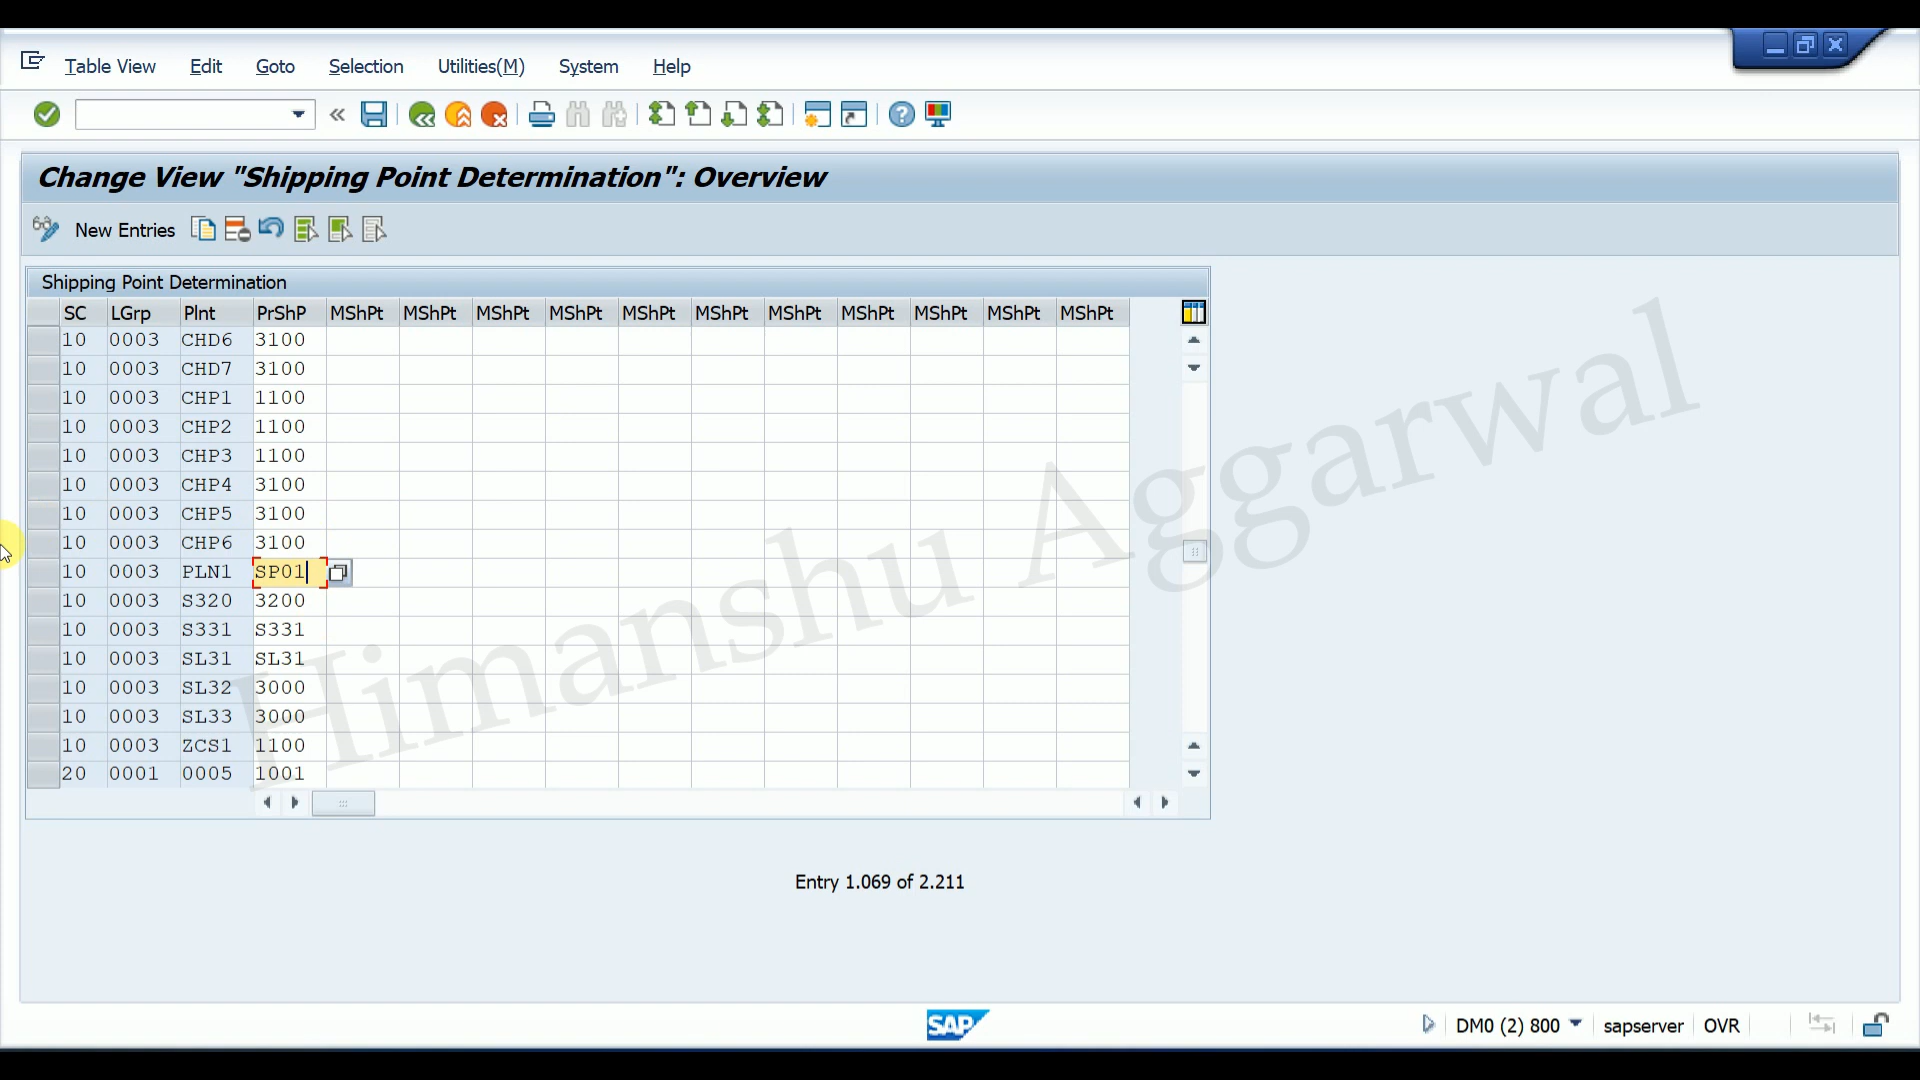 Table View Edit Goto Selection Utilities(M) System Help
Change View "Shipping Point Determination": Overview
New Entries
Shipping Point Determination
SC LGrp Plnt PrShP MShPt MShPt MShPt MShPt MShPt MShPt MShPt MShPt MShPt MShPt MShPt
10 0003 CHD6 3100
10 0003 CHD7 3100
10 0003 CHP1 1100
10 0003 CHP2 1100
10 0003 CHP3 1100
10 0003 CHP4 3100
10 0003 CHP5 3100
10 0003 CHP6 3100
10 0003 PLN1 SP01
10 0003 S320 3200
10 0003 S331 S331
10 0003 SL31 SL31
10 0003 SL32 3000
10 0003 SL33 3000
10 0003 ZCS1 1100
20 0001 0005 1001
Himanshu Aggarwal
Entry 1.069 of 2.211
SAP
DM0 (2) 800 sapserver OVR